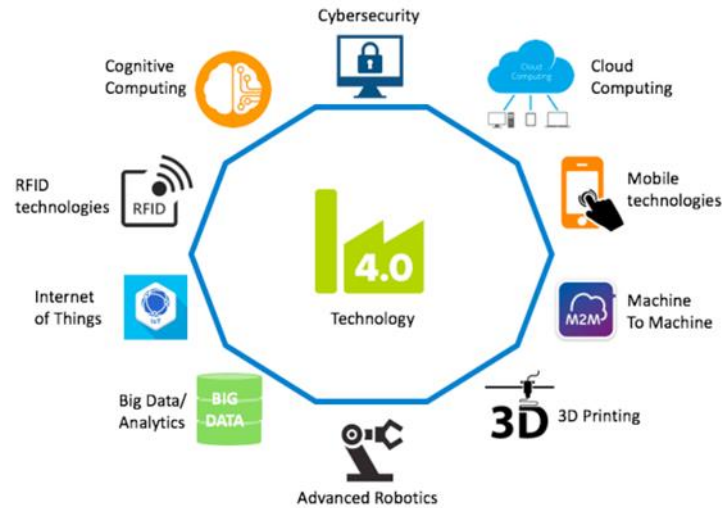 Cybersecurity
Cognitive
Computing
Cloud
Computing
Cloud
Computing
RFID
technologies
RFID
Mobile
technologies
4.0
Technology
Internet
of Things
IoT
M2M
Machine
To Machine
Big Data/
Analytics
BIG
DATA
3D
3D Printing
Advanced Robotics